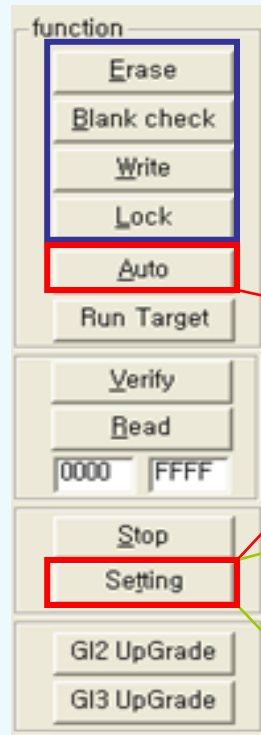 function
Erase
Blank check
Write
Lock
Auto
Run Target
Verify
Read
0000 FFFF
Stop
Setting
GI2 UpGrade
GI3 UpGrade